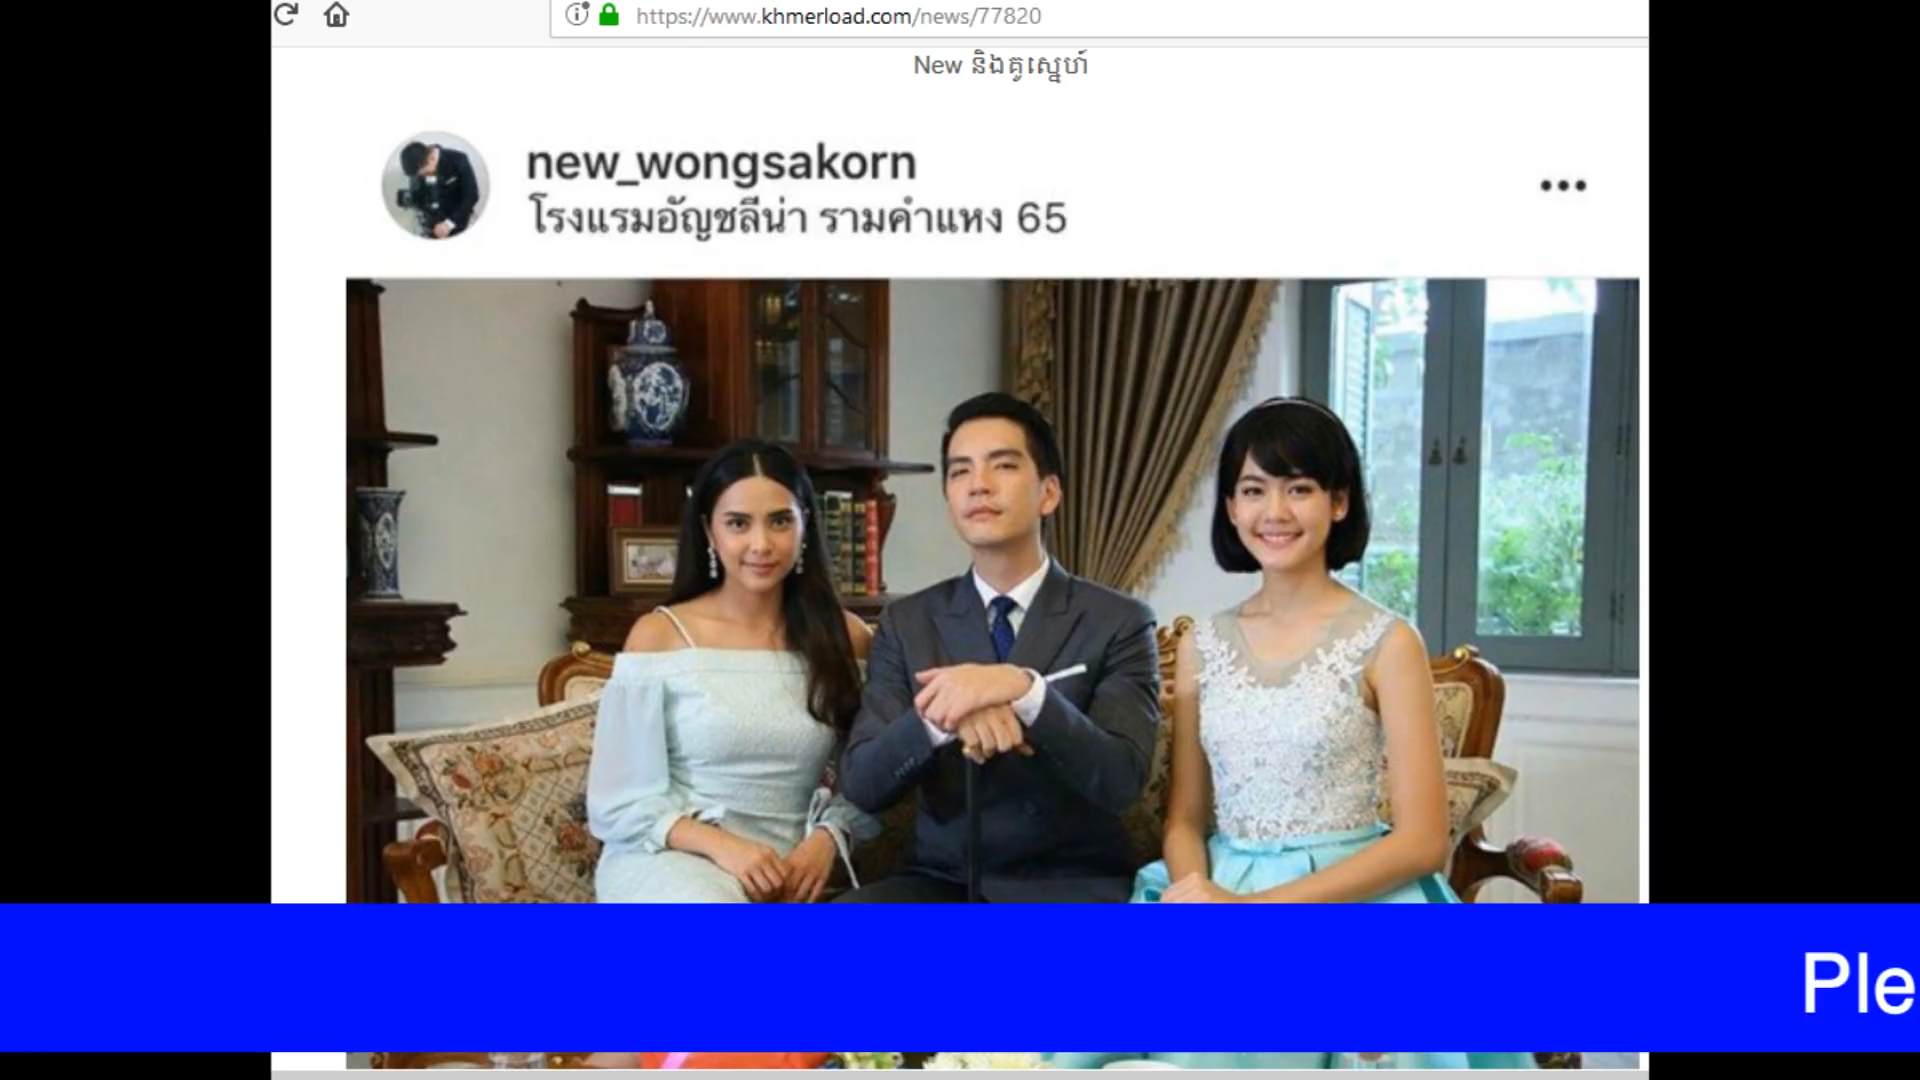 https://www.khmerload.com/news/77820
New និងគូស្នេហ៍
new_wongsakorn
โรงแรมอัญชลีน่า รามคำแหง 65
Ple